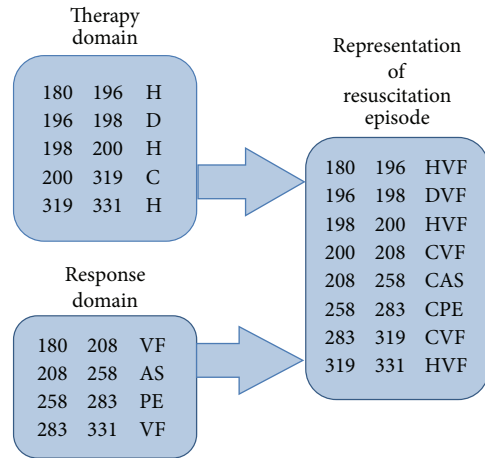 Therapy
domain
180 196 H
196 198 D
198 200 H
200 319 C
319 331 H
Response
domain
180 208 VF
208 258 AS
258 283 PE
283 331 VF
Representation
of
resuscitation
episode
180 196 HVF
196 198 DVF
198 200 HVF
200 208 CVF
208 258 CAS
258 283 CPE
283 319 CVF
319 331 HVF